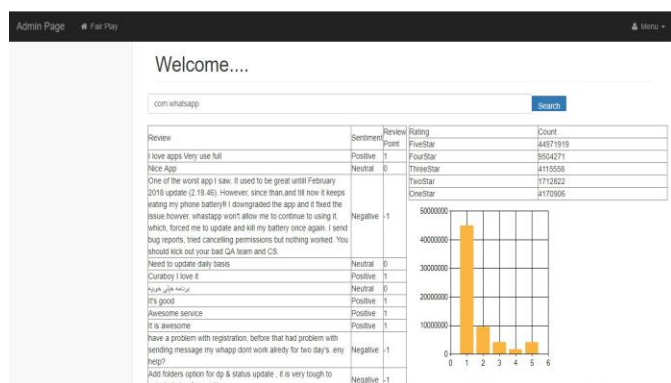 Admin Page Fair Play Menu
Welcome....
com.whatsapp Search
Review Sentiment Review Point
I love apps Very use full Positive 1
Nice App Neutral 0
One of the worst app I saw. It used to be great untill February
2018 update (2.18.46). However, since than,and till now it keeps
eating my phone battery!! I downgraded the app and it fixed the
issue.howver, whastapp won't allow me to continue to using it,
which, forced me to update and kill my battery once again. I send
bug reports, tried cancelling permissions but nothing worked. You
should kick out your bad QA team and CS.
Negative -1
Need to update daily basis Neutral 0
Curaboy I love it Positive 1
برنامه خیلی خوبیه Neutral 0
It's good Positive 1
Awesome service Positive 1
It is awesome Positive 1
have a problem with registration, before that had problem with
sending message my whapp dont work alredy for two day's .eny
help?
Negative -1
Add folders option for dp & status update , it is very tough to
Negative -1
Rating Count
FiveStar 44971919
FourStar 9504271
ThreeStar 4115558
TwoStar 1712822
OneStar 4170906
50000000
40000000
30000000
20000000
10000000
0
0 1 2 3 4 5 6